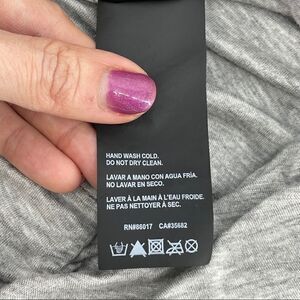 HAND WASH COLD.
DO NOT DRY CLEAN.
LAVAR A MANO CON AGUA FRÍA.
NO LAVAR EN SECO.
LAVER À LA MAIN À L'EAU FROIDE.
NE PAS NETTOYER À SEC.
RN#86017 CA#35682